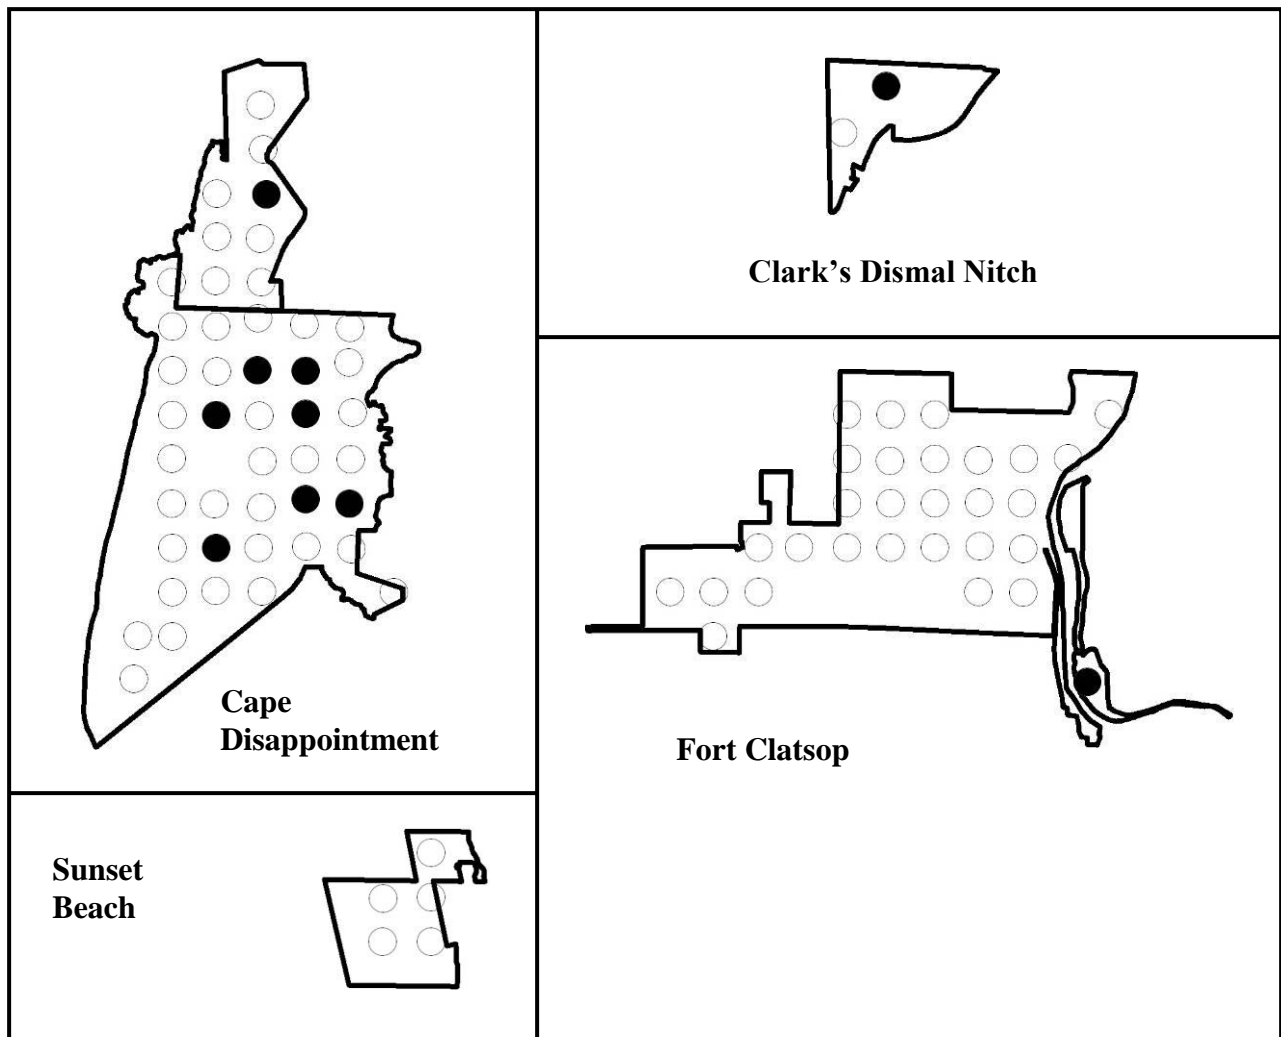 Clark's Dismal Nitch
Cape
Disappointment
Fort Clatsop
Sunset
Beach